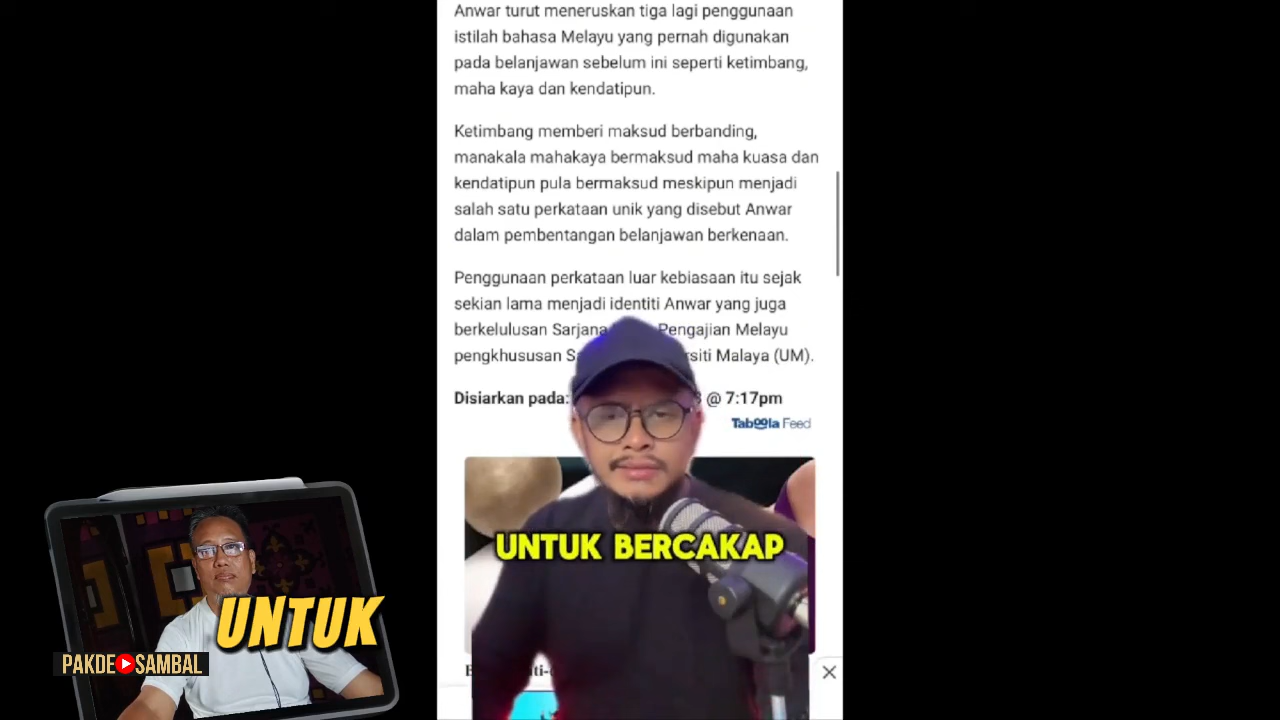 Anwar turut meneruskan tiga lagi penggunaan
istilah bahasa Melayu yang pernah digunakan
pada belanjawan sebelum ini seperti ketimbang,
maha kaya dan kendatipun.
Ketimbang memberi maksud berbanding,
manakala mahakaya bermaksud maha kuasa dan
kendatipun pula bermaksud meskipun menjadi
salah satu perkataan unik yang disebut Anwar
dalam pembentangan belanjawan berkenaan.
Penggunaan perkataan luar kebiasaan itu sejak
sekian lama menjadi identiti Anwar yang juga
berkelulusan Sarjana Pengajian Melayu
pengkhususan Malaya (UM).
Disiarkan pada: @ 7:17pm
Taboola Feed
UNTUK BERCAKAP
UNTUK
PAKDE SAMBAL